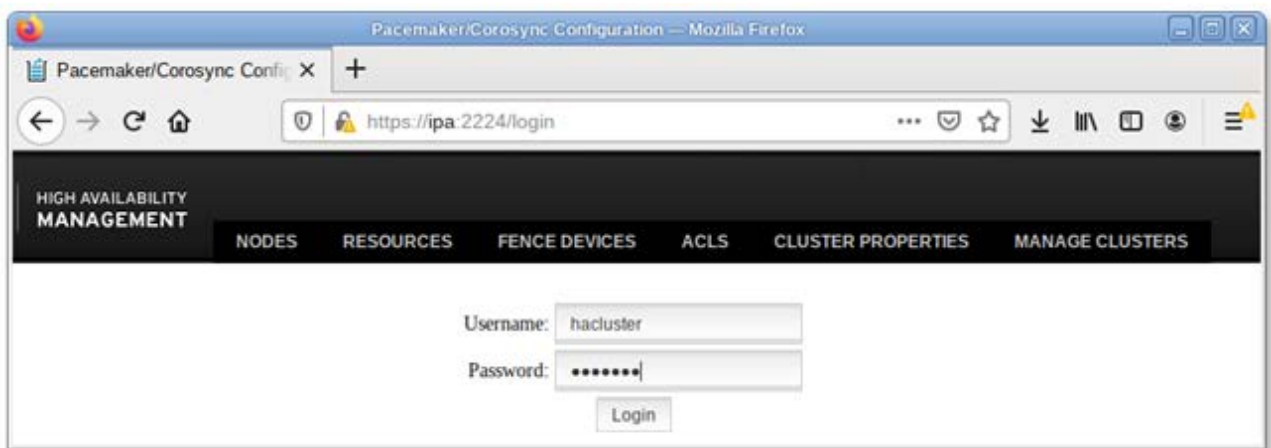 Pacemaker/Corosync Configuration — Mozilla Firefox
Pacemaker/Corosync Config
https://ipa:2224/login
HIGH AVAILABILITY
MANAGEMENT
NODES RESOURCES FENCE DEVICES ACLS CLUSTER PROPERTIES MANAGE CLUSTERS
Username: hacluster
Password: •••••••
Login